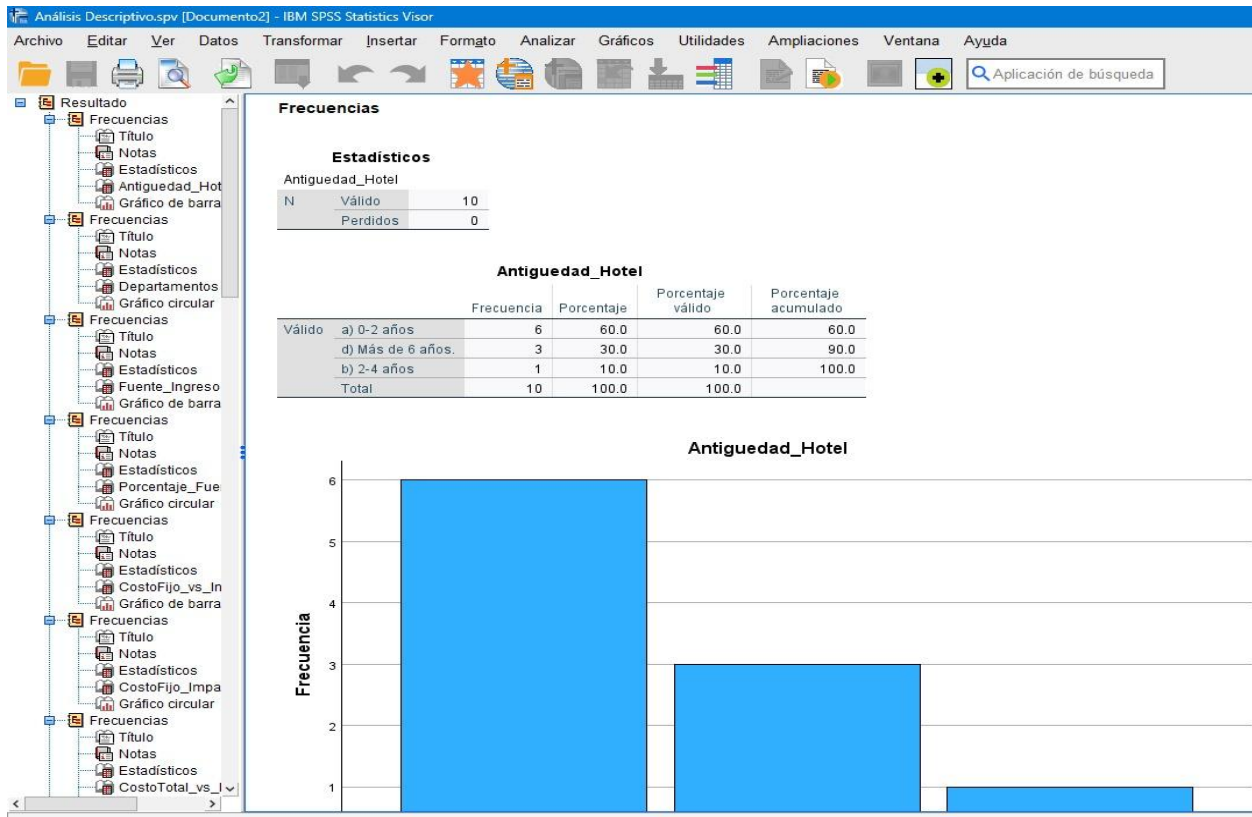 Análisis Descriptivo.spv [Documento2] - IBM SPSS Statistics Visor
Archivo Editar Ver Datos Transformar Insertar Formato Analizar Gráficos Utilidades Ampliaciones Ventana Ayuda
Aplicación de búsqueda
Resultado
Frecuencias
Título
Notas
Estadísticos
Antiguedad_Hot
Gráfico de barra
Frecuencias
Título
Notas
Estadísticos
Departamentos
Gráfico circular
Frecuencias
Título
Notas
Estadísticos
Fuente_Ingreso
Gráfico de barra
Frecuencias
Título
Notas
Estadísticos
Porcentaje_Fue
Gráfico circular
Frecuencias
Título
Notas
Estadísticos
CostoFijo_vs_In
Gráfico de barra
Frecuencias
Título
Notas
Estadísticos
CostoFijo_Impa
Gráfico circular
Frecuencias
Título
Notas
Estadísticos
CostoTotal_vs_I
Frecuencias
Estadísticos
Antiguedad_Hotel
N Válido 10
Perdidos 0
Antiguedad_Hotel
Frecuencia Porcentaje Porcentaje válido Porcentaje acumulado
Válido a) 0-2 años 6 60.0 60.0 60.0
d) Más de 6 años. 3 30.0 30.0 90.0
b) 2-4 años 1 10.0 10.0 100.0
Total 10 100.0 100.0
Antiguedad_Hotel
Frecuencia
6
5
4
3
2
1